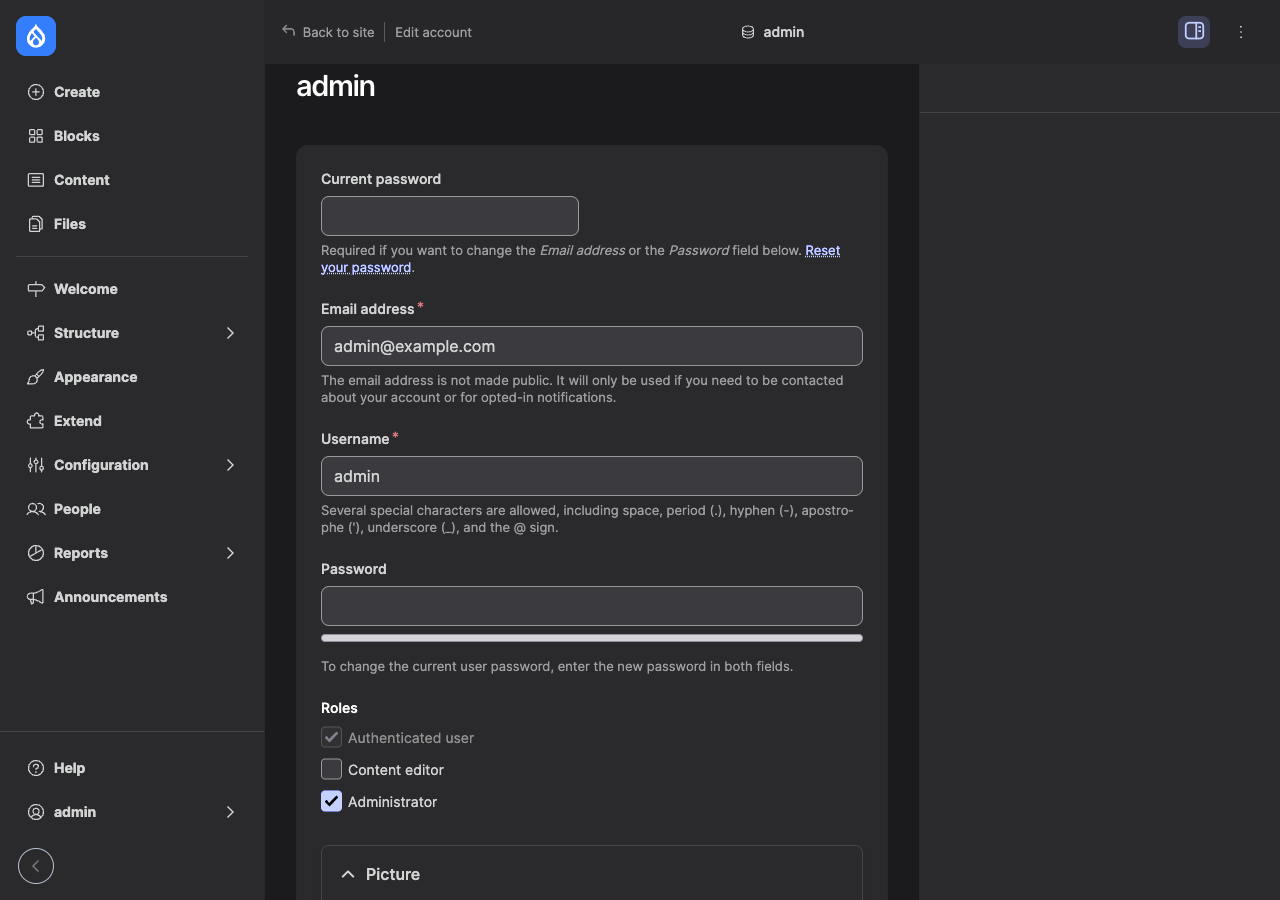 Create
Blocks
Content
Files
Welcome
Structure
Appearance
Extend
Configuration
People
Reports
Announcements
Help
admin
Back to site
Edit account
admin
admin
Current password
Required if you want to change the Email address or the Password field below. Reset
your password.
Email address *
admin@example.com
The email address is not made public. It will only be used if you need to be contacted
about your account or for opted-in notifications.
Username *
admin
Several special characters are allowed, including space, period (.), hyphen (-), apostro-
phe ('), underscore (_), and the @ sign.
Password
To change the current user password, enter the new password in both fields.
Roles
Authenticated user
Content editor
Administrator
Picture